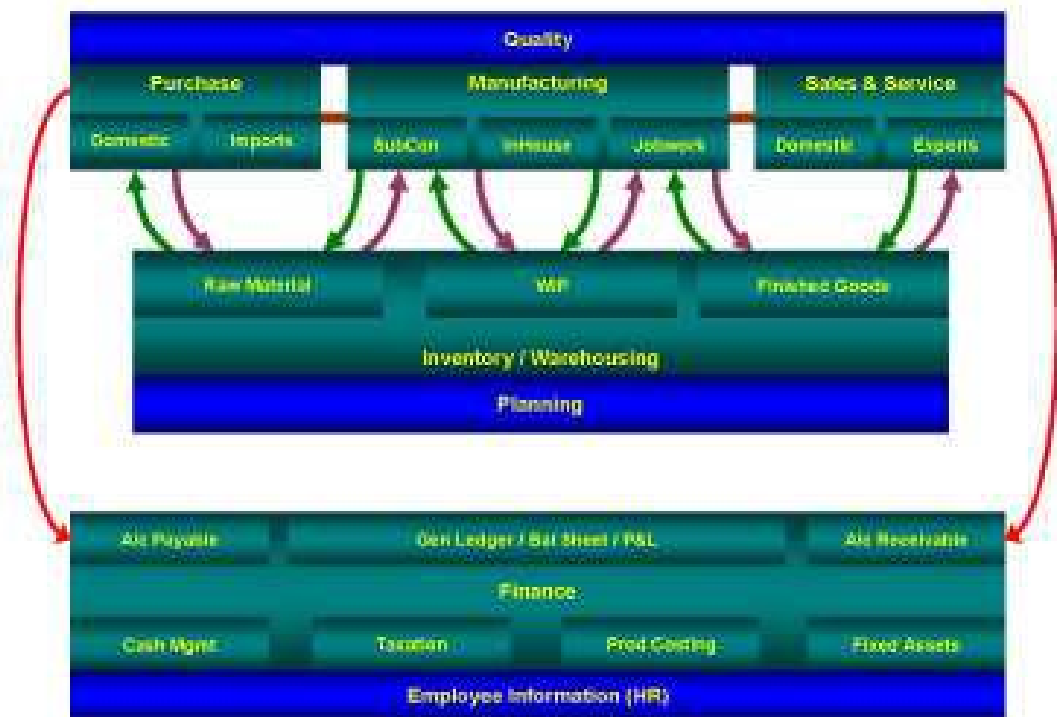 Quality
Purchase
Manufacturing
Sales & Service
Domestic
Imports
SubCon
InHouse
Jobwork
Domestic
Exports
Raw Material
WIP
Finished Goods
Inventory / Warehousing
Planning
A/c Payable
Gen Ledger / Bal Sheet / P&L
A/c Receivable
Finance
Cash Mgmt
Taxation
Prod Costing
Fixed Assets
Employee Information (HR)